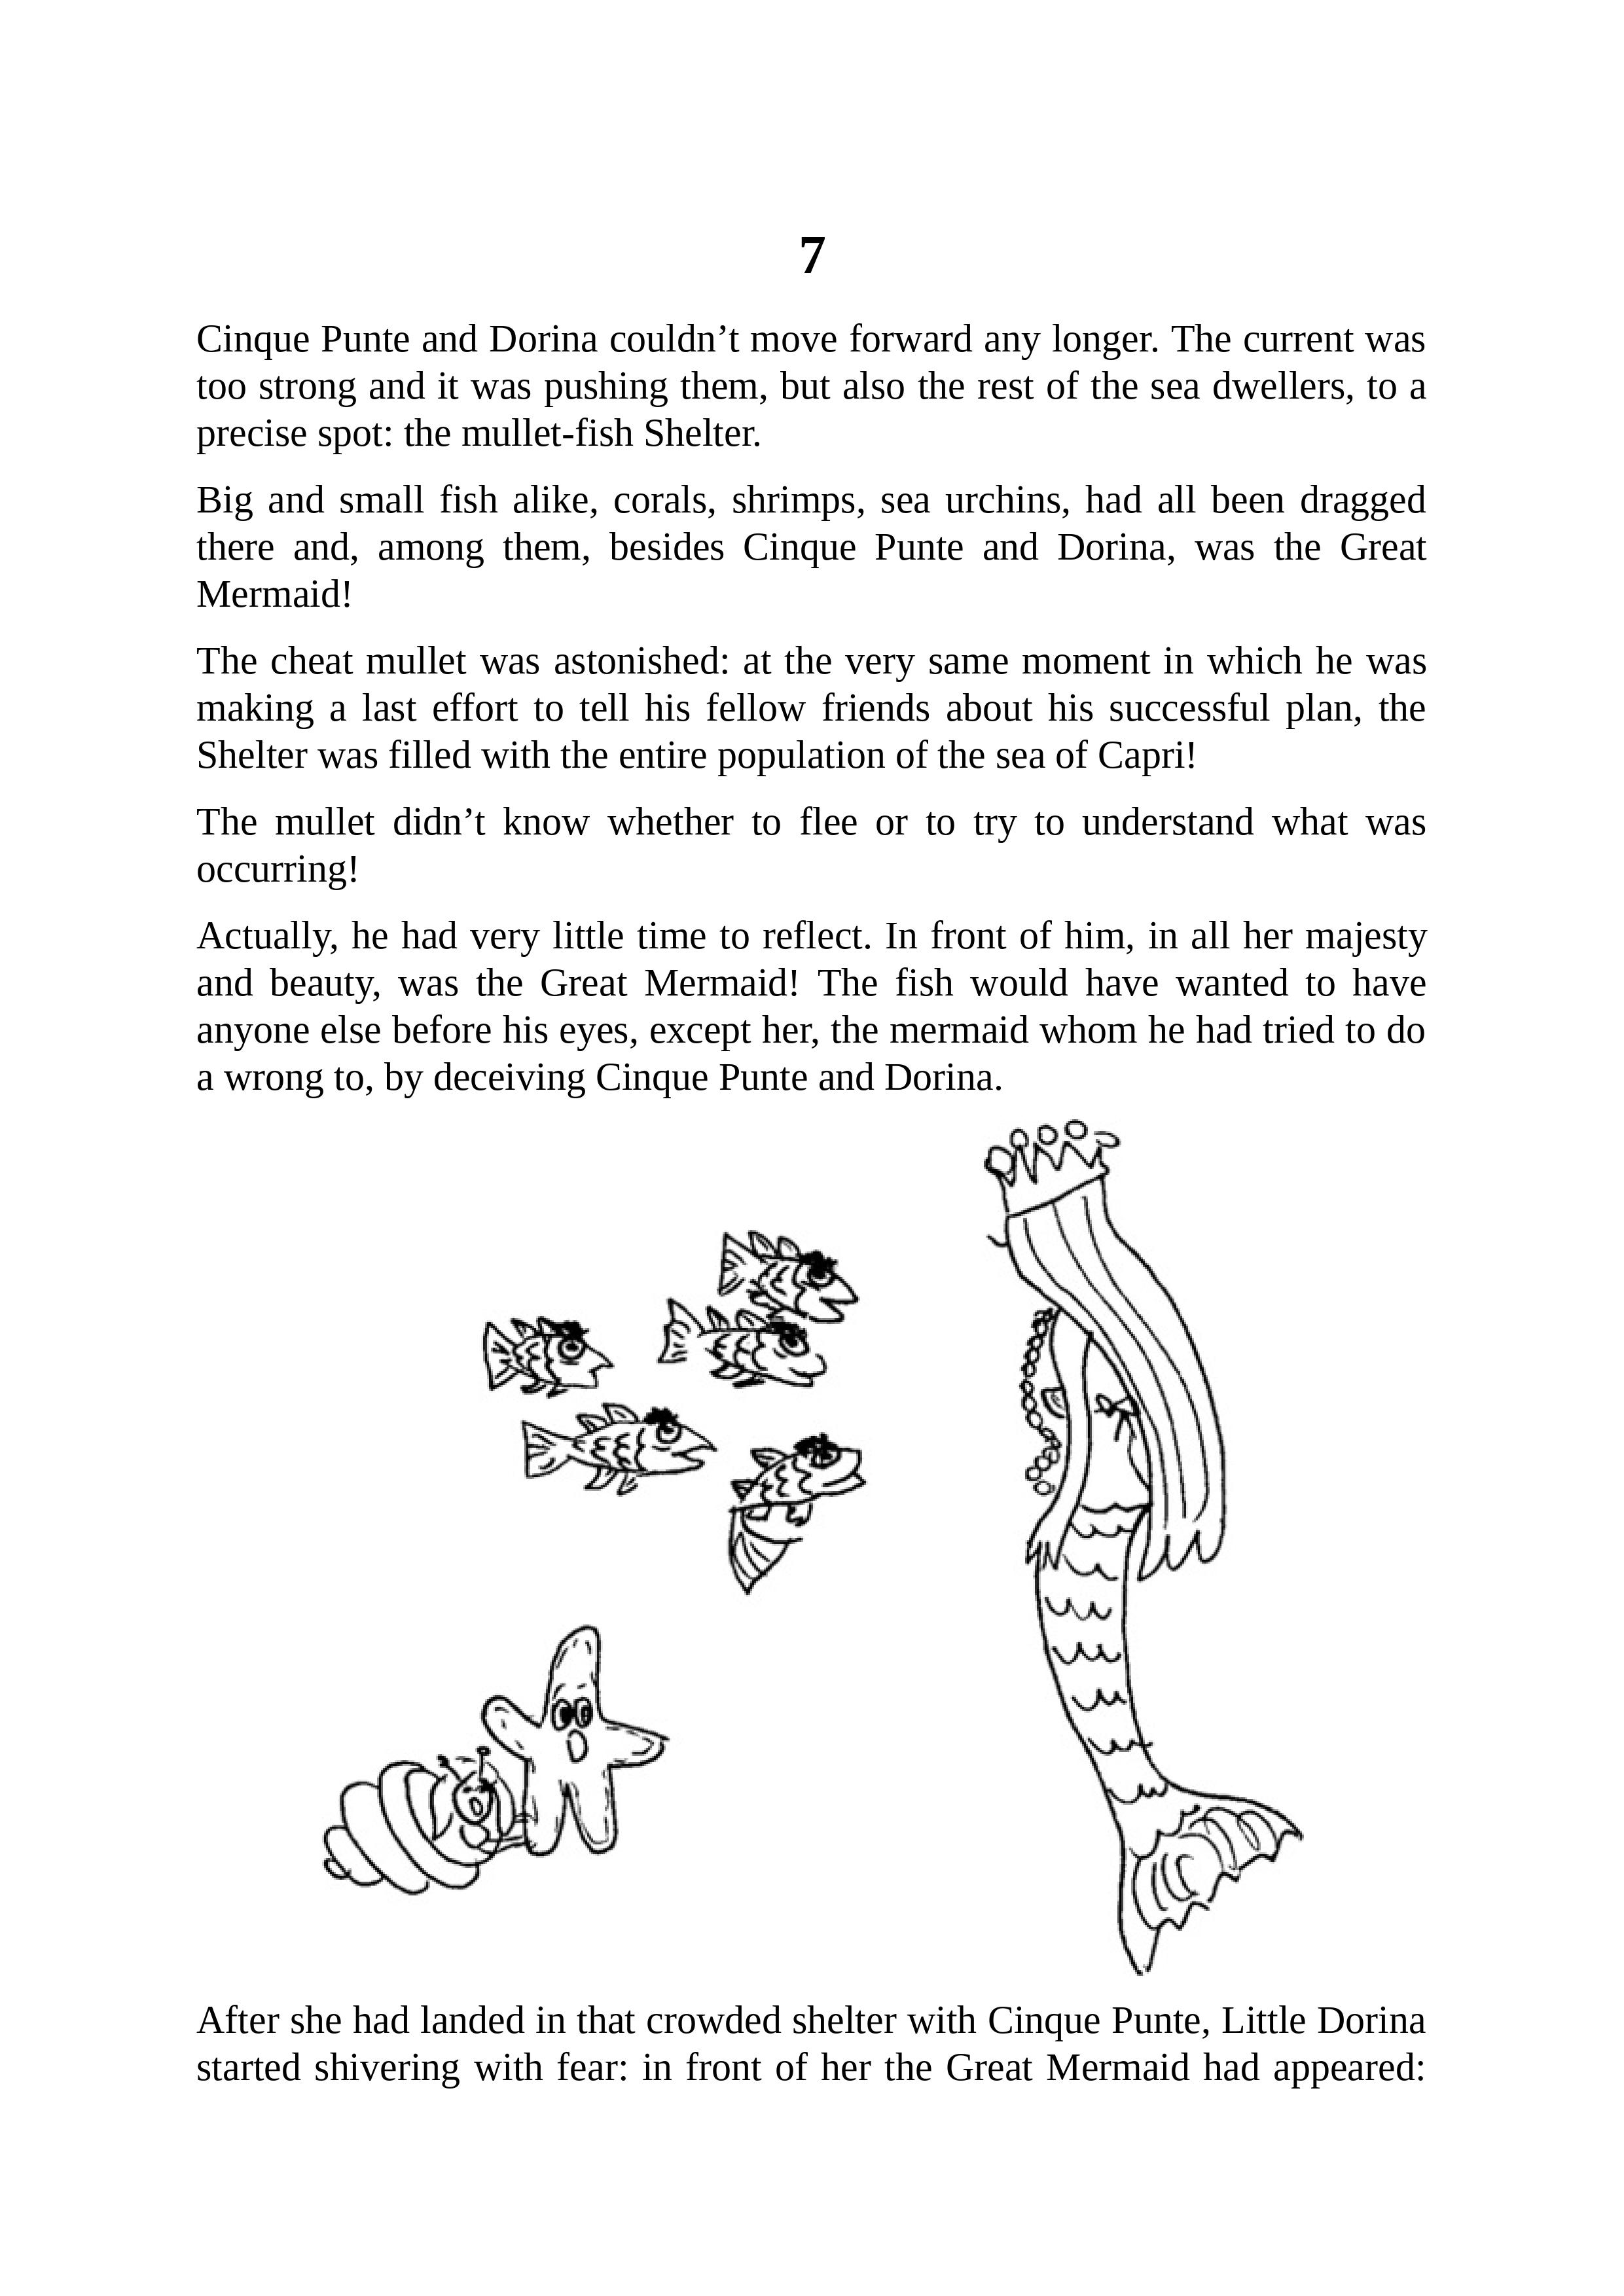 7
Cinque Punte and Dorina couldn’t move forward any longer. The current was
too strong and it was pushing them, but also the rest of the sea dwellers, to a
precise spot: the mullet-fish Shelter.
Big and small fish alike, corals, shrimps, sea urchins, had all been dragged
there and, among them, besides Cinque Punte and Dorina, was the Great
Mermaid!
The cheat mullet was astonished: at the very same moment in which he was
making a last effort to tell his fellow friends about his successful plan, the
Shelter was filled with the entire population of the sea of Capri!
The mullet didn’t know whether to flee or to try to understand what was
occurring!
Actually, he had very little time to reflect. In front of him, in all her majesty
and beauty, was the Great Mermaid! The fish would have wanted to have
anyone else before his eyes, except her, the mermaid whom he had tried to do
a wrong to, by deceiving Cinque Punte and Dorina.
After she had landed in that crowded shelter with Cinque Punte, Little Dorina
started shivering with fear: in front of her the Great Mermaid had appeared: